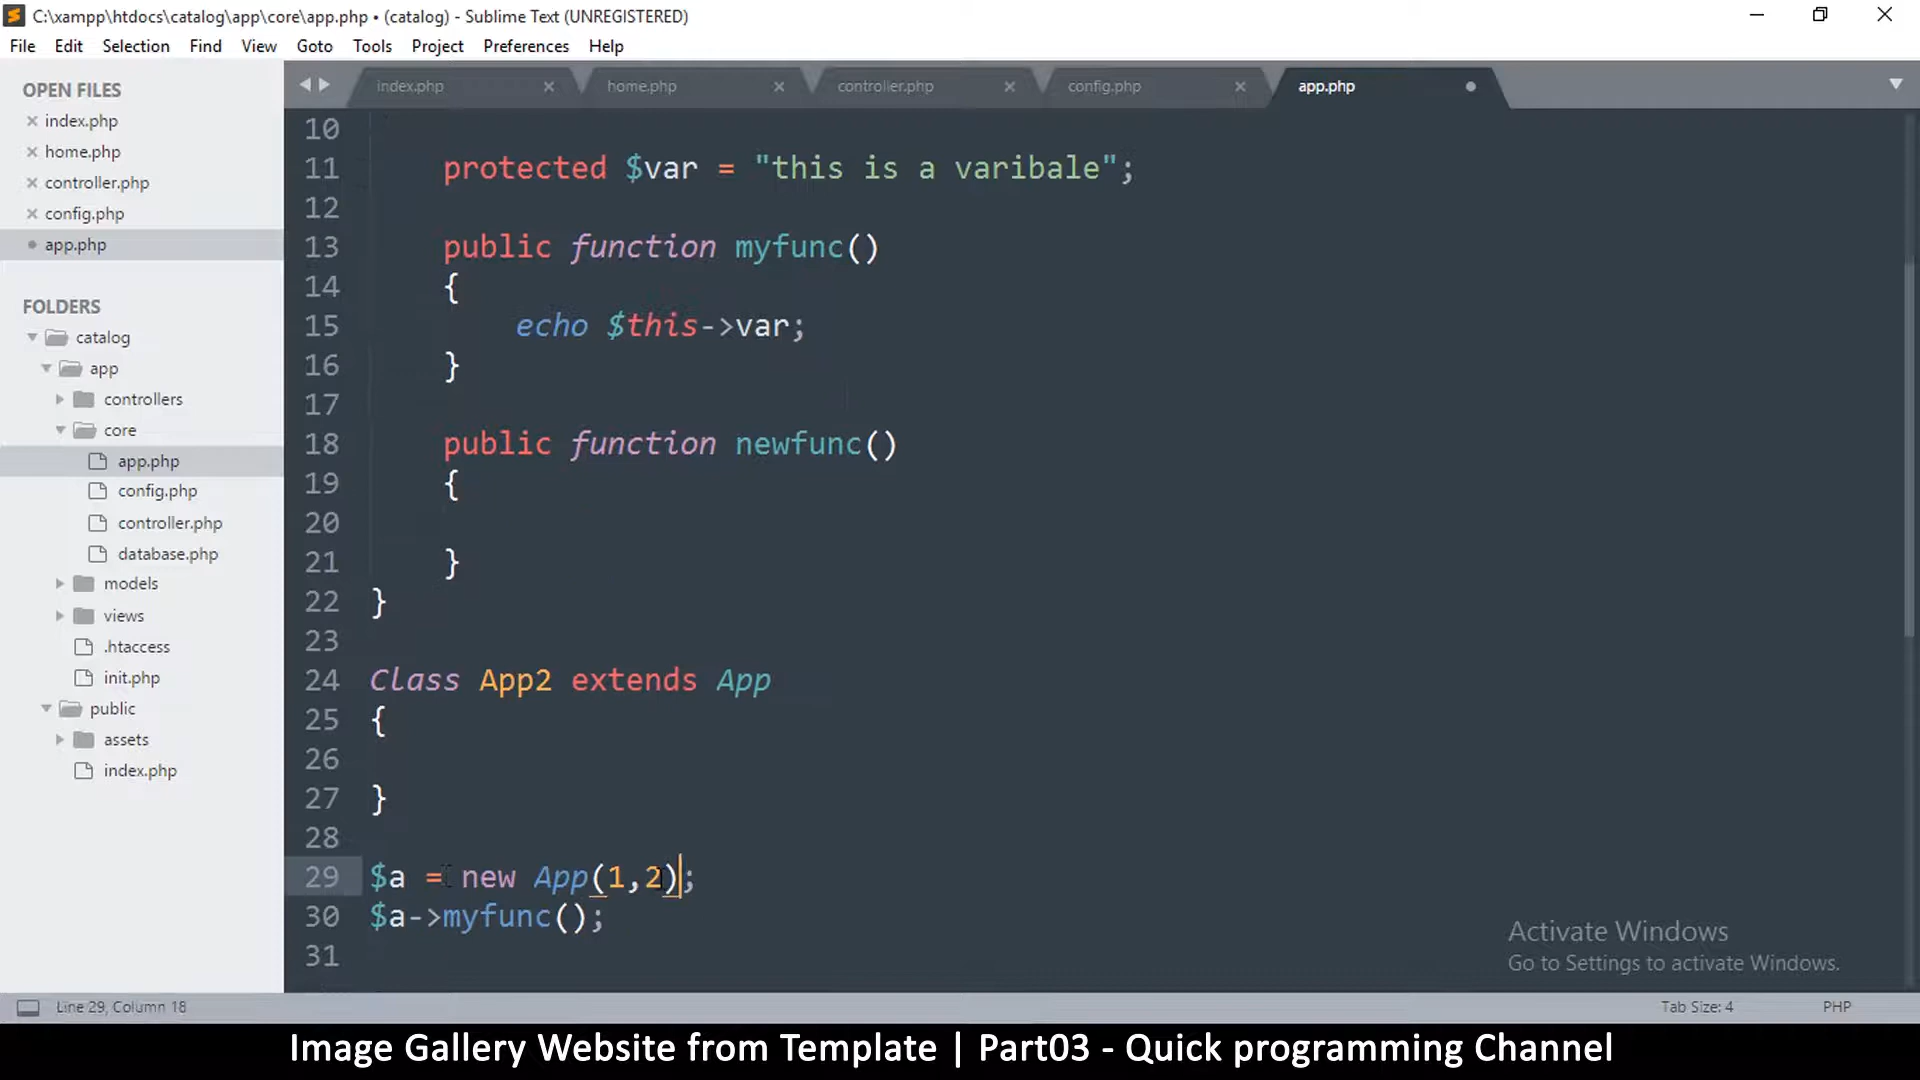 C:\xampp\htdocs\catalog\app\core\app.php • (catalog) - Sublime Text (UNREGISTERED)
File Edit Selection Find View Goto Tools Project Preferences Help
OPEN FILES
index.php
home.php
controller.php
config.php
app.php
FOLDERS
catalog
app
controllers
core
app.php
config.php
controller.php
database.php
models
views
.htaccess
init.php
public
assets
index.php
index.php home.php controller.php config.php app.php
10
11 protected $var = "this is a varibale";
12
13 public function myfunc()
14 {
15 echo $this->var;
16 }
17
18 public function newfunc()
19 {
20
21 }
22 }
23
24 Class App2 extends App
25 {
26
27 }
28
29 $a = new App(1,2);
30 $a->myfunc();
31
Activate Windows
Go to Settings to activate Windows.
Line 29, Column 18 Tab Size: 4 PHP
Image Gallery Website from Template | Part03 - Quick programming Channel